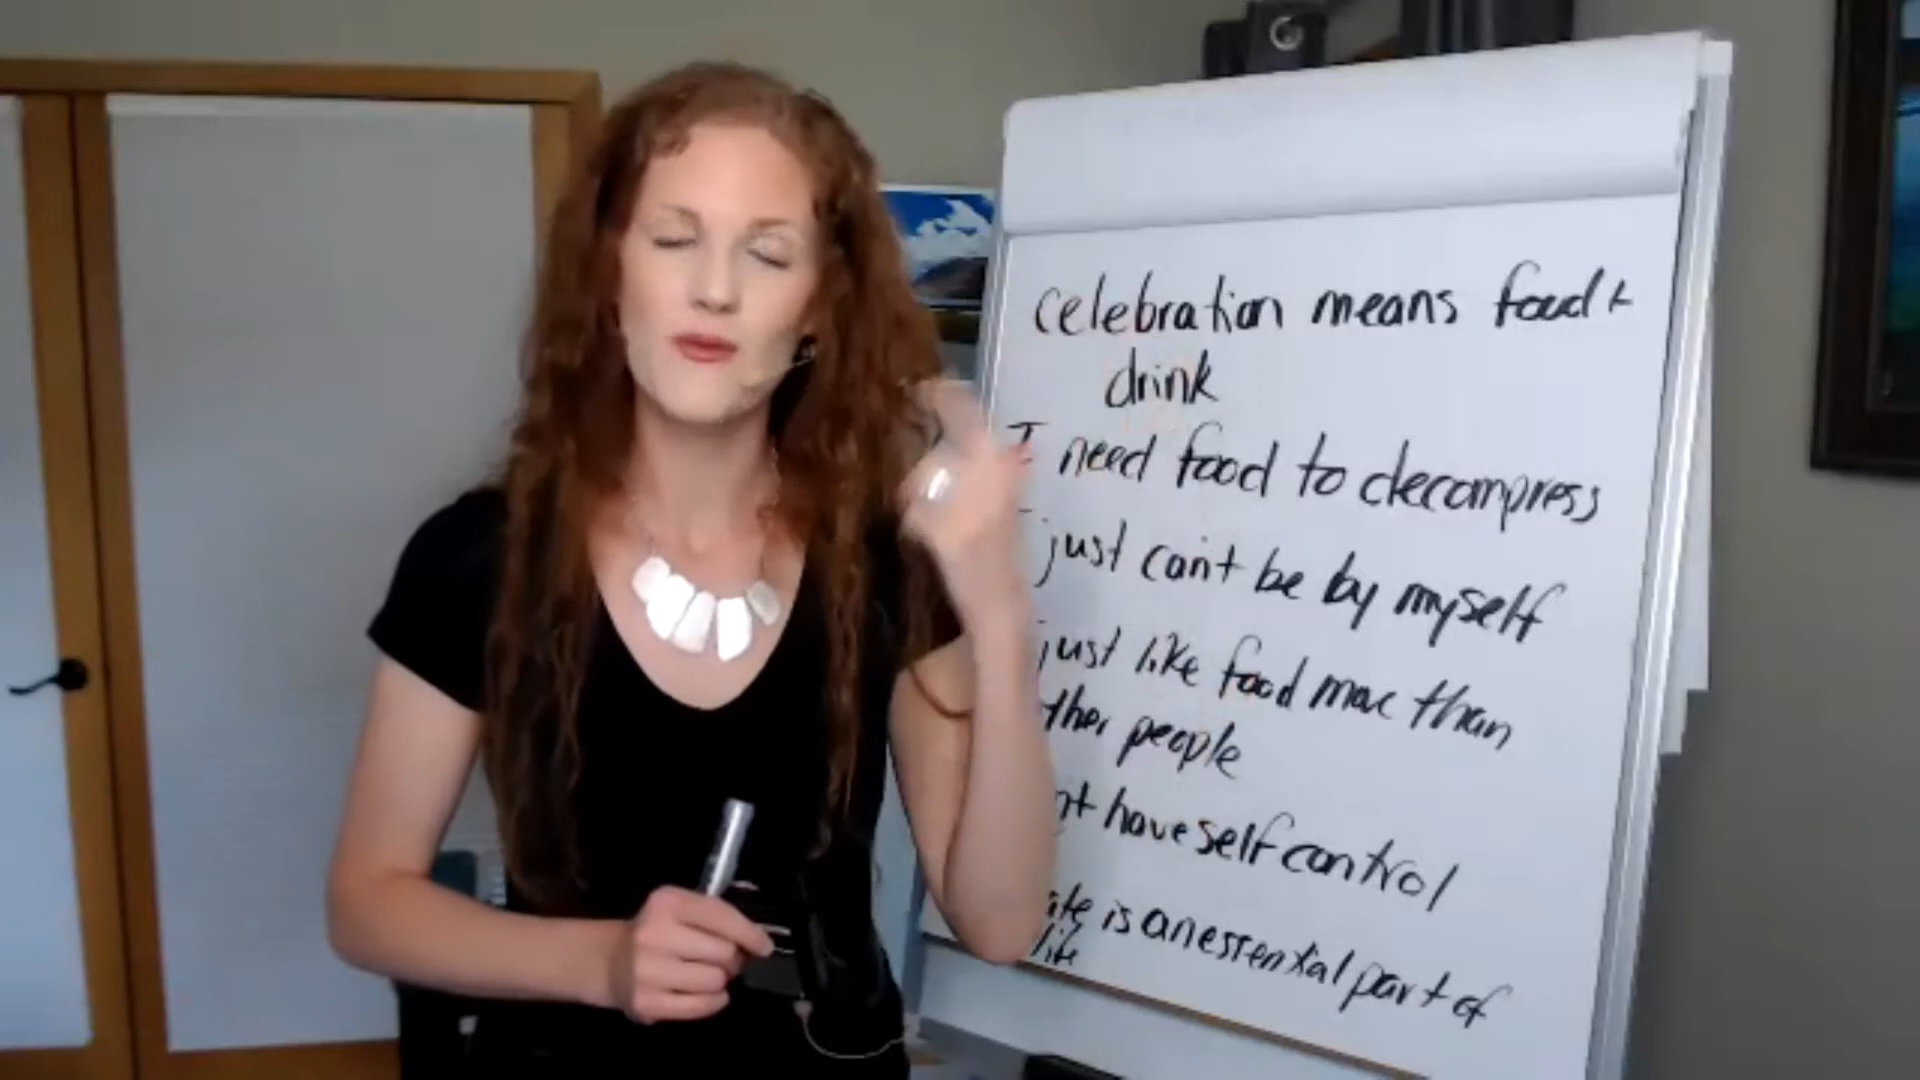 celebration means food +
drink
I need food to decompress
just can't be by myself
just like food more than
other people
have self control
is an essential part of
life